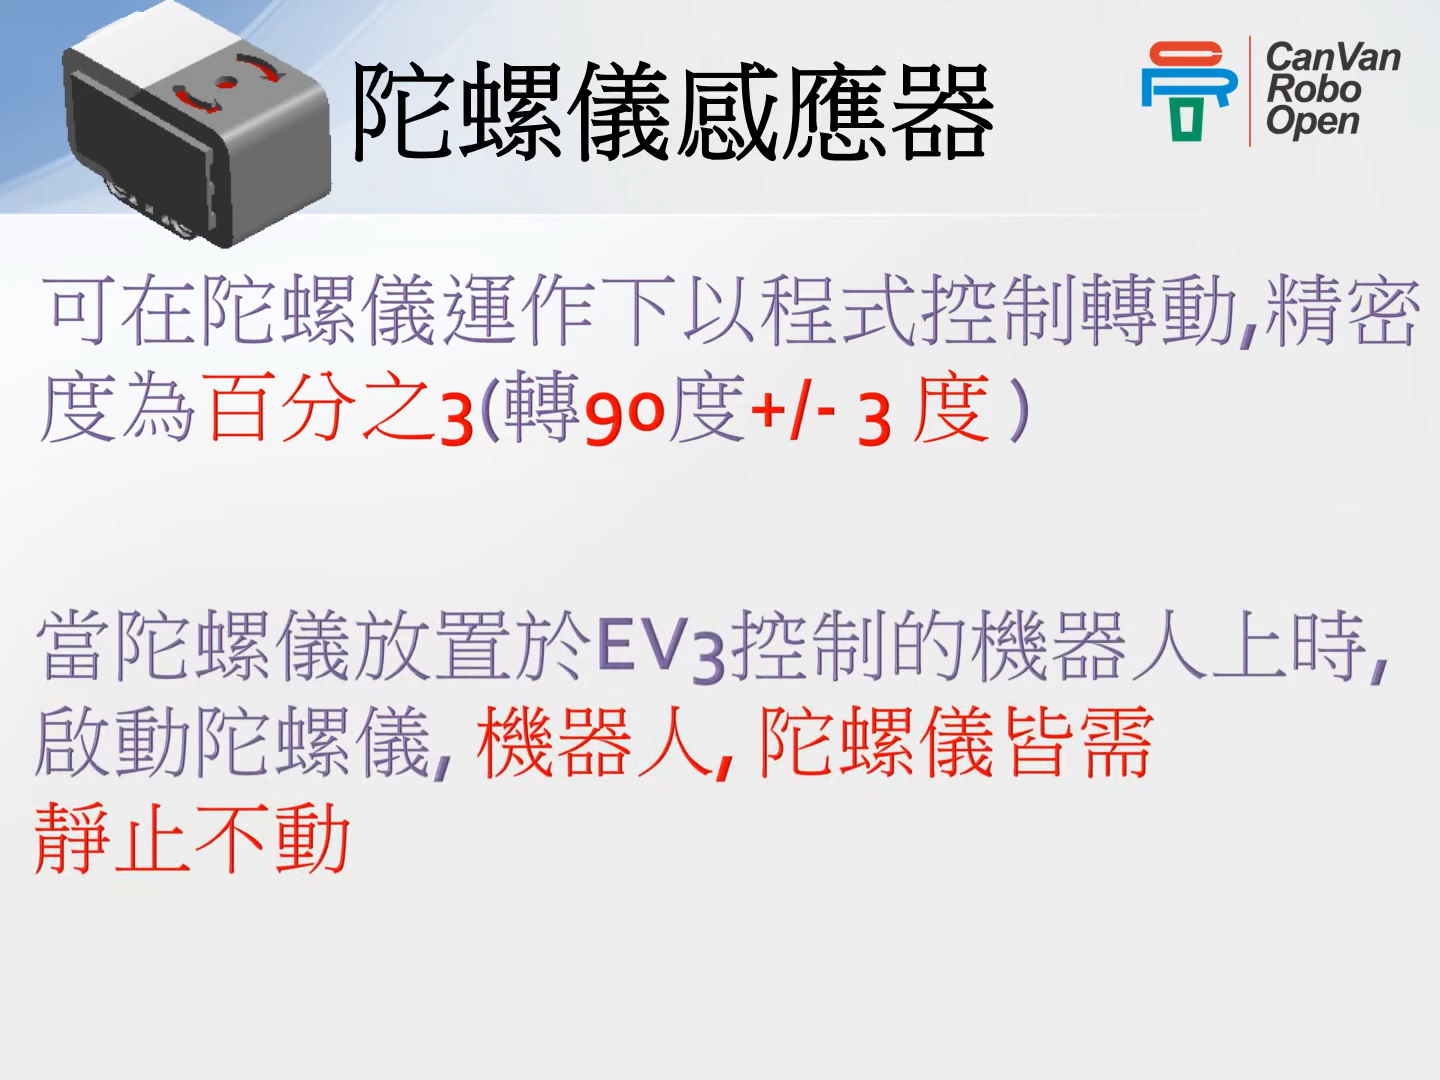 陀螺儀感應器
CanVan
Robo
Open
可在陀螺儀運作下以程式控制轉動,精密
度為百分之3(轉90度+/- 3 度 )
當陀螺儀放置於EV3控制的機器人上時,
啟動陀螺儀, 機器人, 陀螺儀皆需
靜止不動